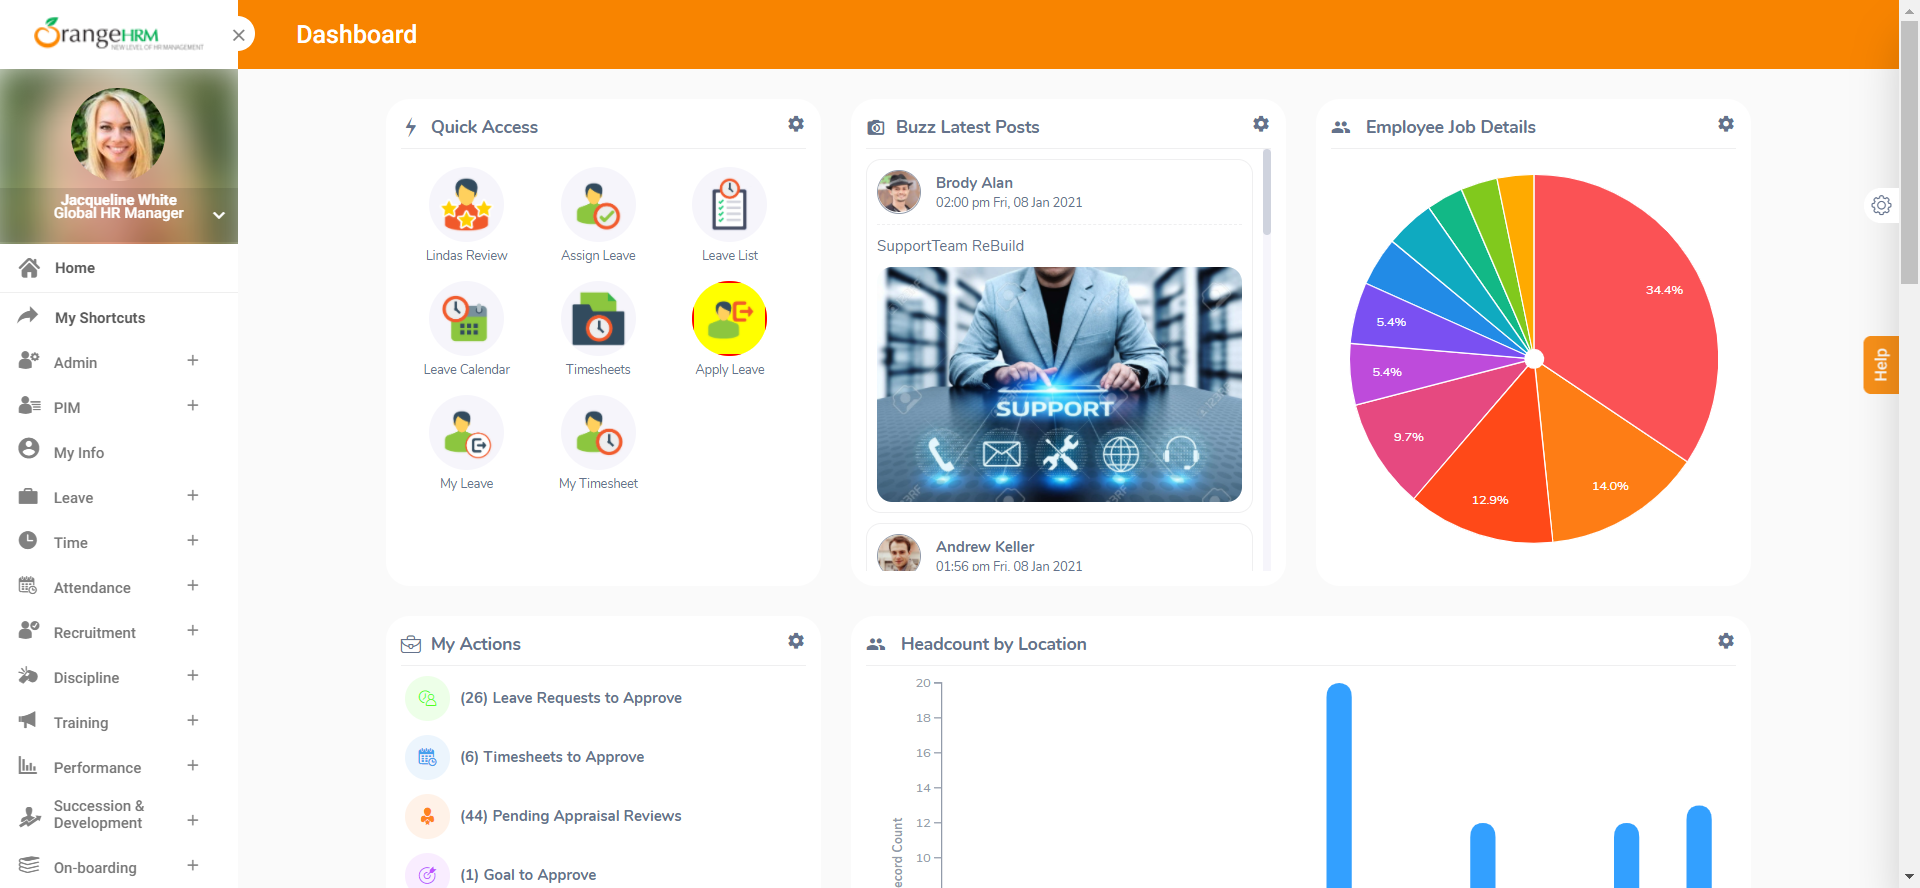 OrangeHRM
NEW LEVEL OF HR MANAGEMENT
Dashboard
Jacqueline White
Global HR Manager
Home
My Shortcuts
Admin
PIM
My Info
Leave
Time
Attendance
Recruitment
Discipline
Training
Performance
Succession &
Development
On-boarding
Quick Access
Lindas Review
Assign Leave
Leave List
Leave Calendar
Timesheets
Apply Leave
My Leave
My Timesheet
Buzz Latest Posts
Brody Alan
02:00 pm Fri, 08 Jan 2021
SupportTeam ReBuild
SUPPORT
Andrew Keller
01:56 pm Fri, 08 Jan 2021
Employee Job Details
34.4%
5.4%
5.4%
9.7%
14.0%
12.9%
Help
My Actions
(26) Leave Requests to Approve
(6) Timesheets to Approve
(44) Pending Appraisal Reviews
(1) Goal to Approve
Headcount by Location
20
18
16
14
12
10
ecord Count